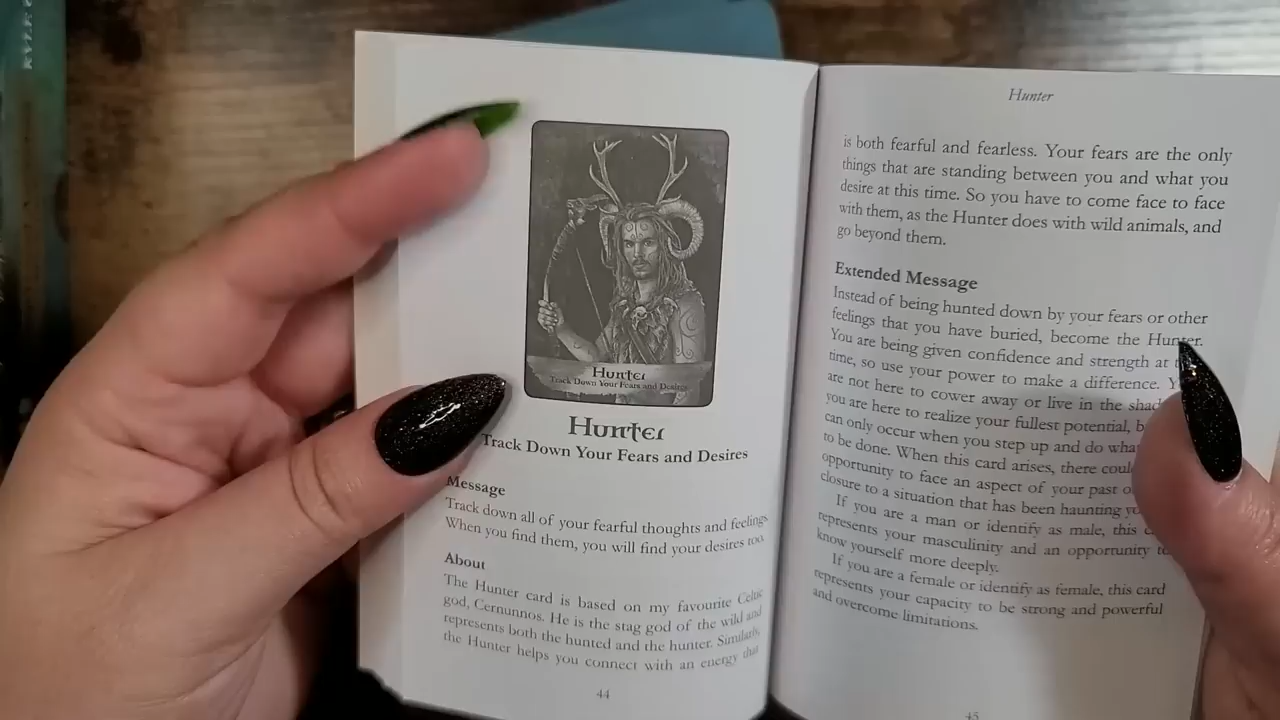 Hunter
Track Down Your Fears and Desires
Hunter
Track Down Your Fears and Desires
Message
Track down all of your fearful thoughts and feelings.
When you find them, you will find your desires too.
About
The Hunter card is based on my favourite Celtic
god, Cernunnos. He is the stag god of the wild and
represents both the hunted and the hunter. Similarly,
the Hunter helps you connect with an energy that
44
Hunter
is both fearful and fearless. Your fears are the only
things that are standing between you and what you
desire at this time. So you have to come face to face
with them, as the Hunter does with wild animals, and
go beyond them.
Extended Message
Instead of being hunted down by your fears or other
feelings that you have buried, become the Hunter.
You are being given confidence and strength at
time, so use your power to make a difference.
are not here to cower away or live in the
you are here to realize your fullest potential,
can only occur when you step up and do
to be done. When this card arises, there
opportunity to face an aspect of your past
closure to a situation that has been haunting
If you are a man or identify as male, this
represents your masculinity and an opportunity
know yourself more deeply.
If you are a female or identify as female, this card
represents your capacity to be strong and powerful
and overcome limitations.
45